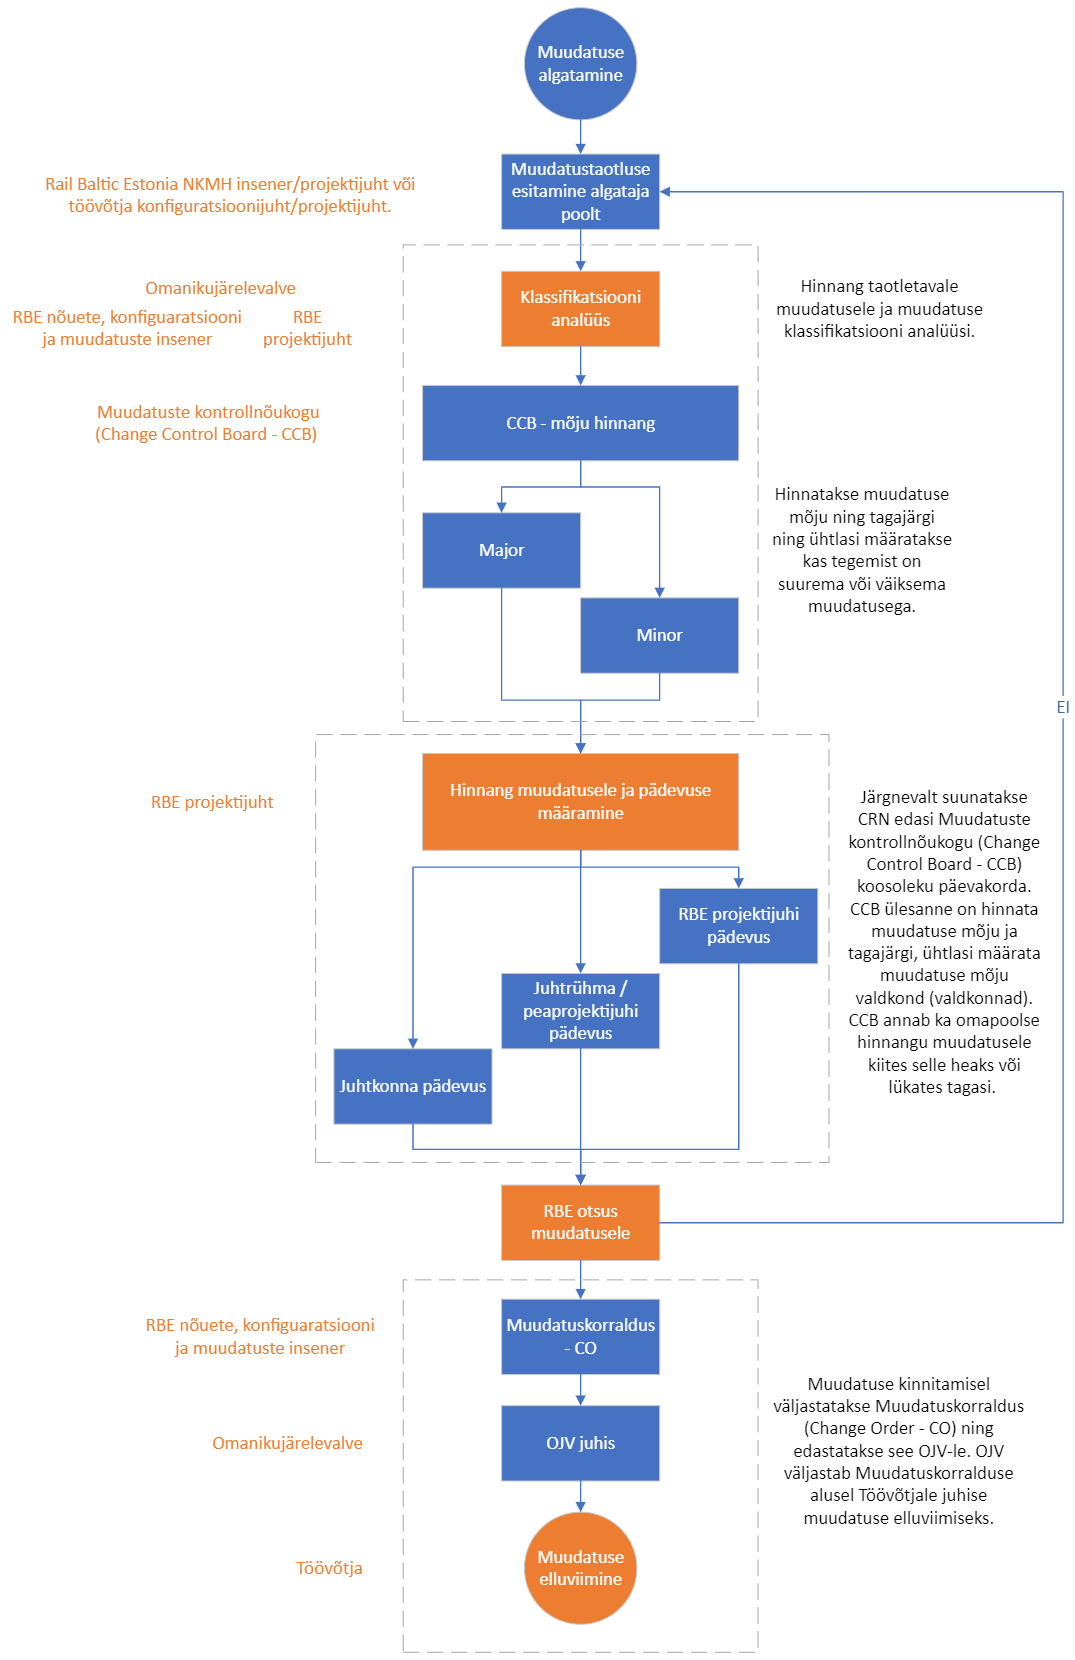 Muudatuse
algatamine
Rail Baltic Estonia NKMH insener/projektijuht või
töövõtja konfiguratsioonijuht/projektijuht.
Muudatustaotluse
esitamine algataja
poolt
Omanikujärelevalve
RBE nõuete, konfiguaratsiooni
ja muudatuste insener
RBE
projektijuht
Klassifikatsiooni
analüüs
Hinnang taotletavale
muudatusele ja muudatuse
klassifikatsiooni analüüsi.
Muudatuste kontrollnõukogu
(Change Control Board - CCB)
CCB - mõju hinnang
Major
Minor
Hinnatakse muudatuse
mõju ning tagajärgi
ning ühtlasi määratakse
kas tegemist on
suurema või väiksema
muudatusega.
EI
RBE projektijuht
Hinnang muudatusele ja pädevuse
määramine
RBE projektijuhi
pädevus
Juhtrühma /
peaprojektijuhi
pädevus
Juhtkonna pädevus
Järgnevalt suunatakse
CRN edasi Muudatuste
kontrollnõukogu (Change
Control Board - CCB)
koosoleku päevakorda.
CCB ülesanne on hinnata
muudatuse mõju ja
tagajärgi, ühtlasi määrata
muudatuse mõju
valdkond (valdkonnad).
CCB annab ka omapoolse
hinnangu muudatusele
kiites selle heaks või
lükates tagasi.
RBE otsus
muudatusele
RBE nõuete, konfiguaratsiooni
ja muudatuste insener
Muudatuskorraldus
- CO
Omanikujärelevalve
OJV juhis
Muudatuse kinnitamisel
väljastatakse Muudatuskorraldus
(Change Order - CO) ning
edastatakse see OJV-le. OJV
väljastab Muudatuskorralduse
alusel Töövõtjale juhise
muudatuse elluviimiseks.
Töövõtja
Muudatuse
elluviimine